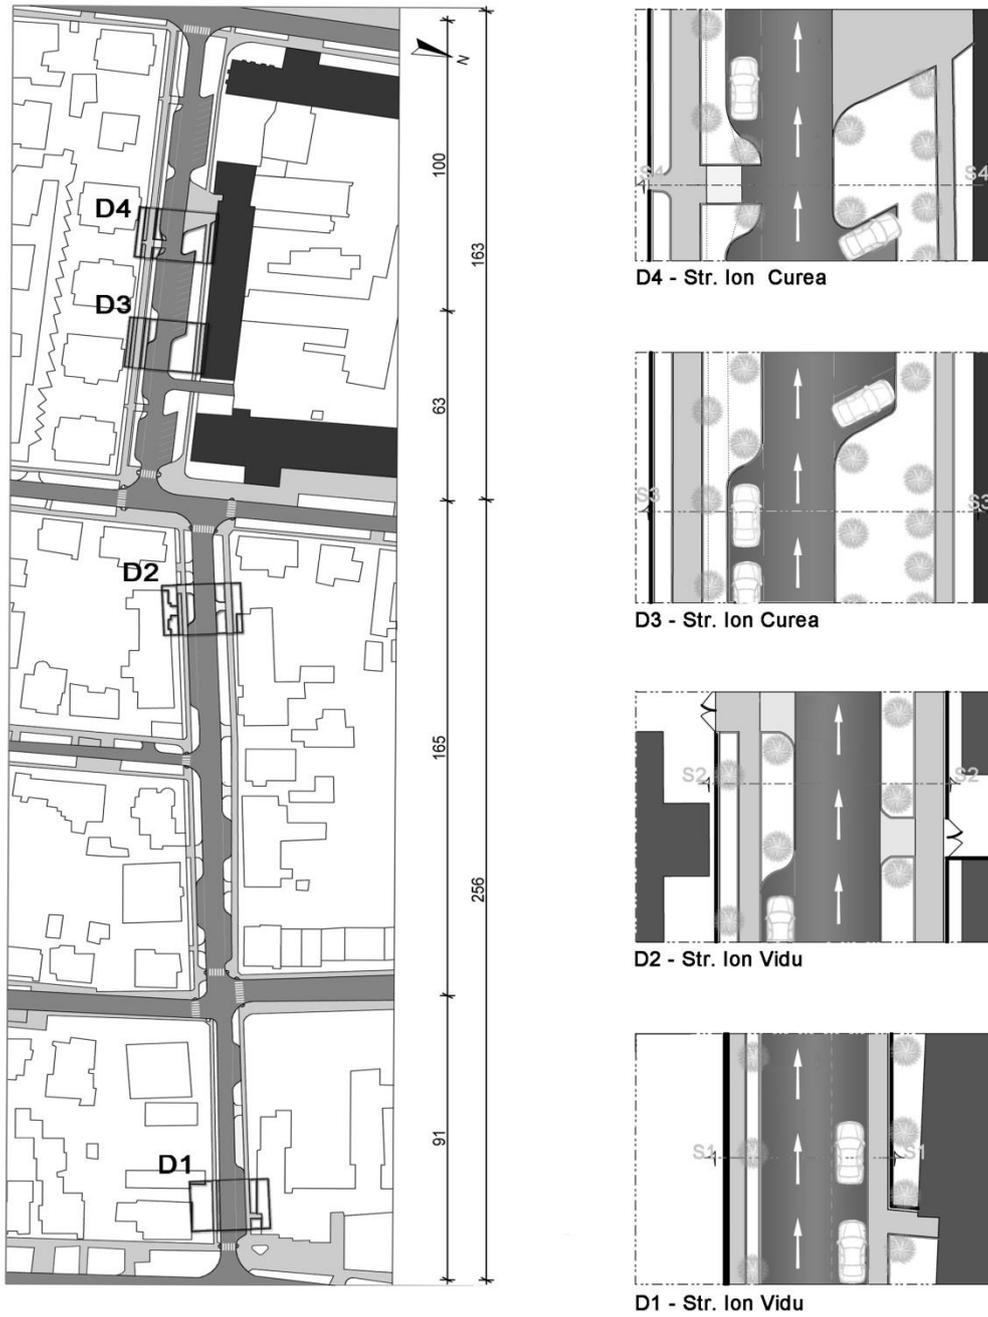 N
100
163
63
165
256
91
D4
D3
D2
D1
S4
S4
D4 - Str. Ion Curea
S3
S3
D3 - Str. Ion Curea
S2
S2
D2 - Str. Ion Vidu
S1
S1
D1 - Str. Ion Vidu